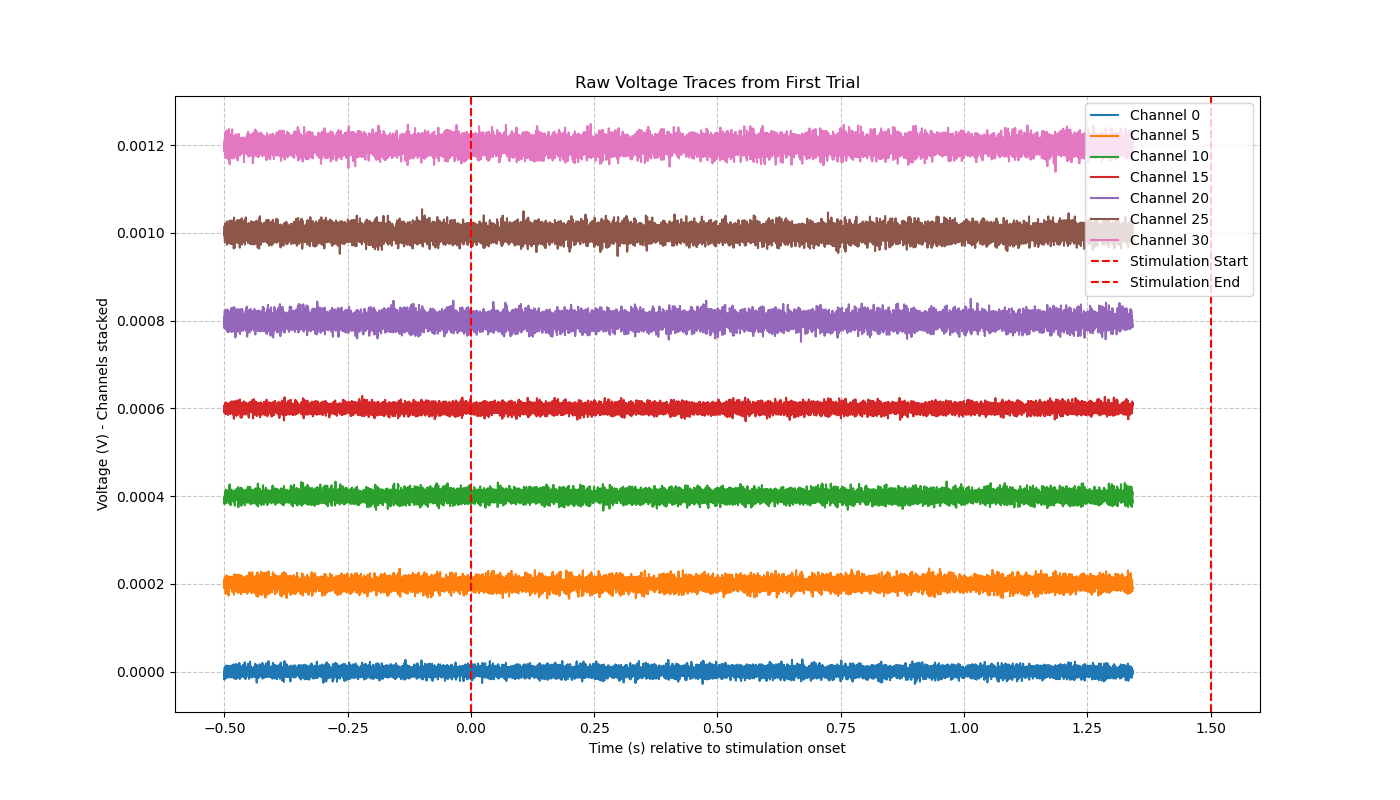 Raw Voltage Traces from First Trial
Voltage (V) - Channels stacked
0.0012
0.0010
0.0008
0.0006
0.0004
0.0002
0.0000
Channel 0
Channel 5
Channel 10
Channel 15
Channel 20
Channel 25
Channel 30
Stimulation Start
Stimulation End
−0.50
−0.25
0.00
0.25
0.50
0.75
1.00
1.25
1.50
Time (s) relative to stimulation onset